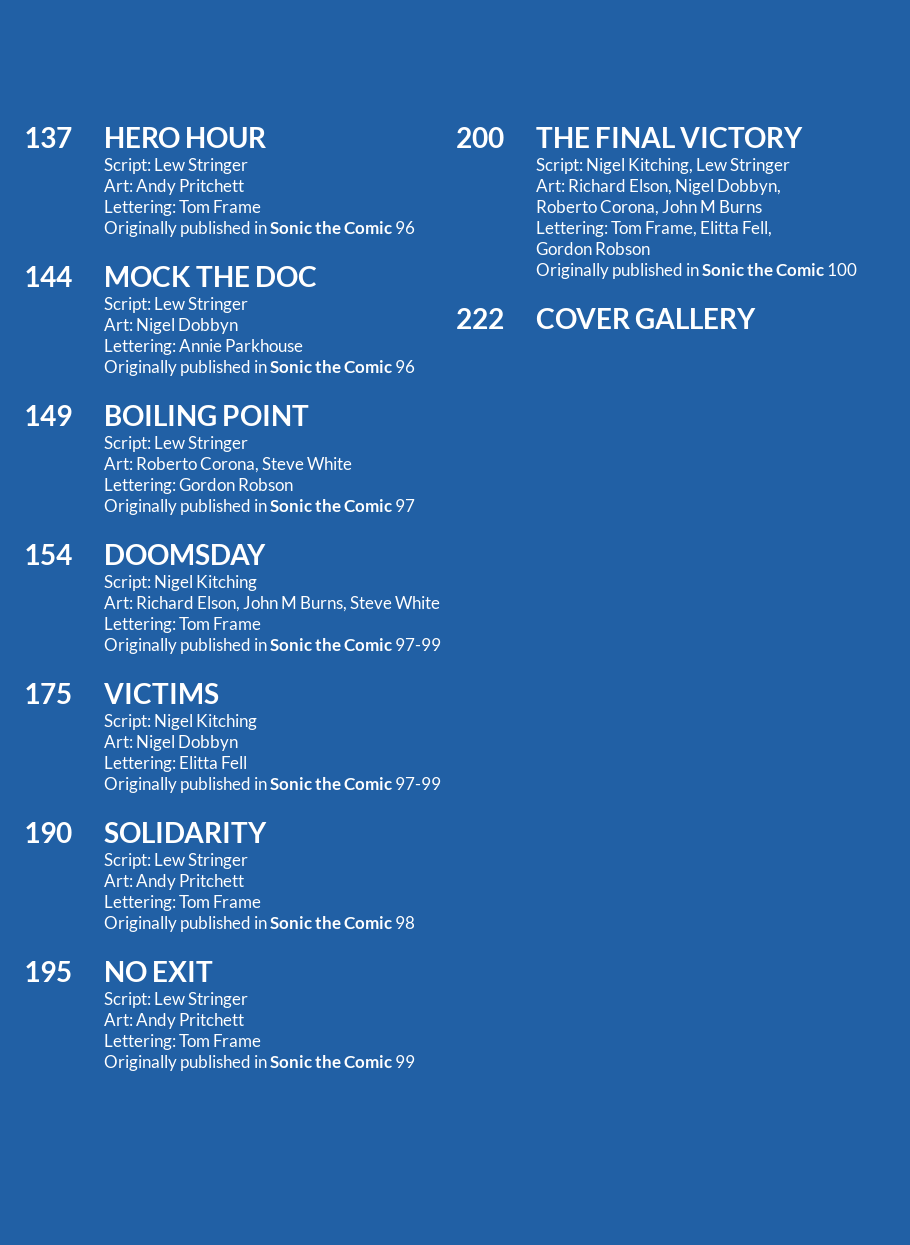 137 HERO HOUR
Script: Lew Stringer
Art: Andy Pritchett
Lettering: Tom Frame
Originally published in Sonic the Comic 96
144 MOCK THE DOC
Script: Lew Stringer
Art: Nigel Dobbyn
Lettering: Annie Parkhouse
Originally published in Sonic the Comic 96
149 BOILING POINT
Script: Lew Stringer
Art: Roberto Corona, Steve White
Lettering: Gordon Robson
Originally published in Sonic the Comic 97
154 DOOMSDAY
Script: Nigel Kitching
Art: Richard Elson, John M Burns, Steve White
Lettering: Tom Frame
Originally published in Sonic the Comic 97-99
175 VICTIMS
Script: Nigel Kitching
Art: Nigel Dobbyn
Lettering: Elitta Fell
Originally published in Sonic the Comic 97-99
190 SOLIDARITY
Script: Lew Stringer
Art: Andy Pritchett
Lettering: Tom Frame
Originally published in Sonic the Comic 98
195 NO EXIT
Script: Lew Stringer
Art: Andy Pritchett
Lettering: Tom Frame
Originally published in Sonic the Comic 99
200 THE FINAL VICTORY
Script: Nigel Kitching, Lew Stringer
Art: Richard Elson, Nigel Dobbyn,
Roberto Corona, John M Burns
Lettering: Tom Frame, Elitta Fell,
Gordon Robson
Originally published in Sonic the Comic 100
222 COVER GALLERY